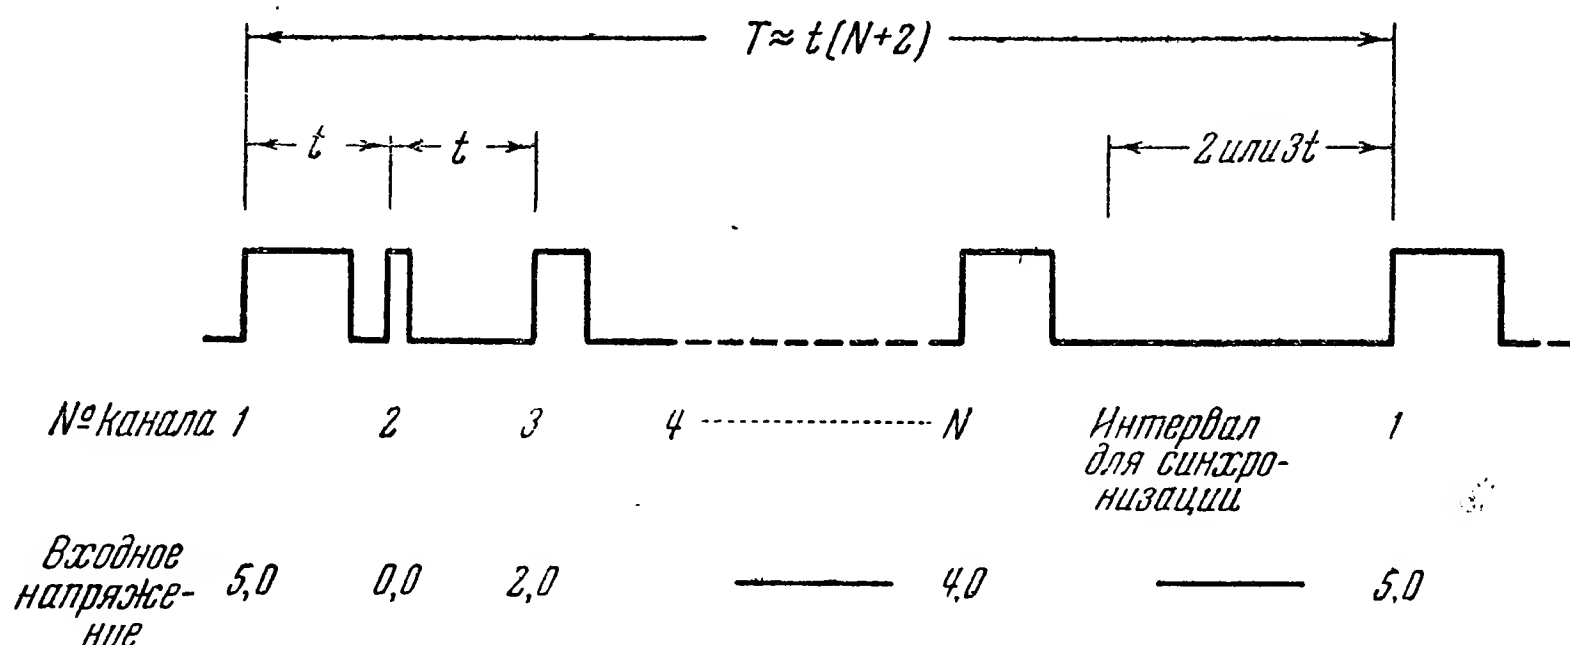 T≈t(N+2)
t t 2 или 3t
№ канала 1 2 3 4 N Интервал для синхро-низации 1
Входное напряже-ние 5,0 0,0 2,0 4,0 5,0